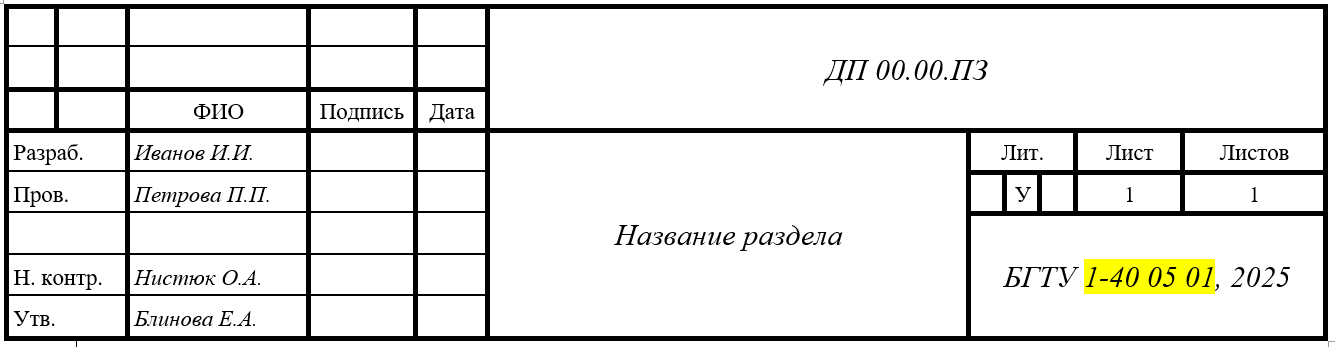 ДП 00.00.ПЗ
ФИО Подпись Дата
Разраб. Иванов И.И. Лит. Лист Листов
Пров. Петрова П.П. У 1 1
Название раздела
Н. контр. Нистюк О.А. БГТУ 1-40 05 01, 2025
Утв. Блинова Е.А.